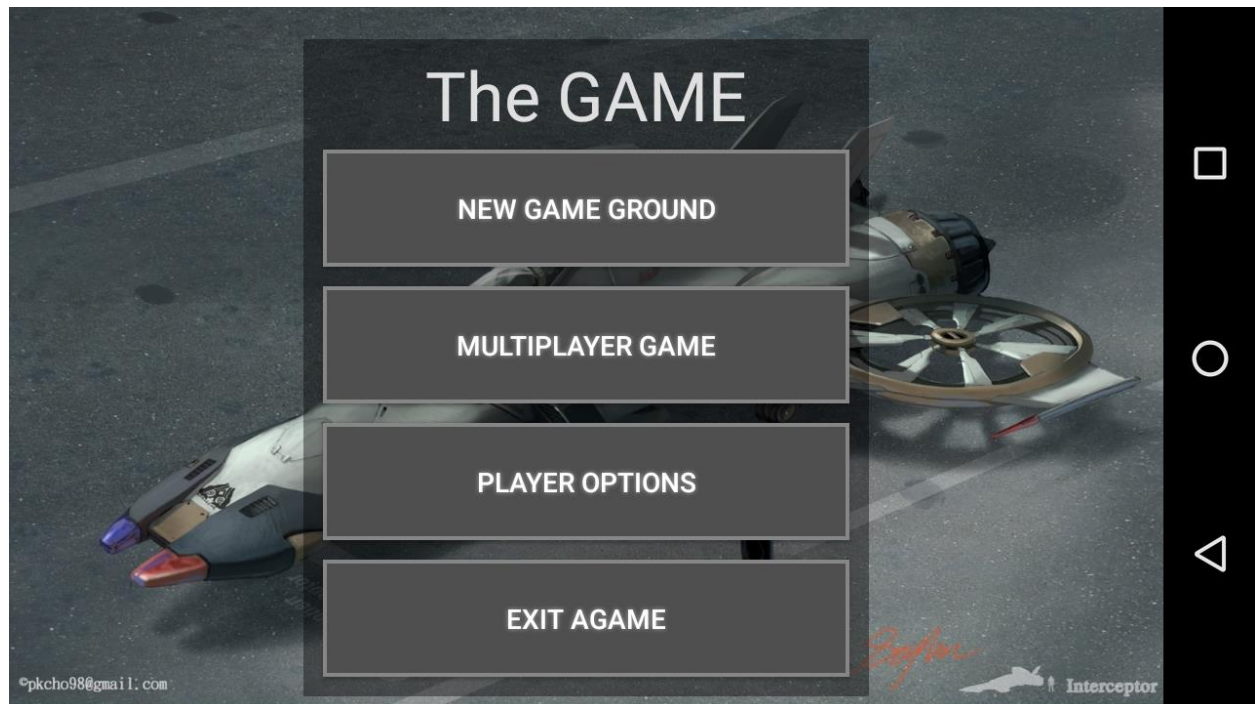 The GAME
NEW GAME GROUND
MULTIPLAYER GAME
PLAYER OPTIONS
EXIT AGAME
©pkcho98@gmail.com
Interceptor